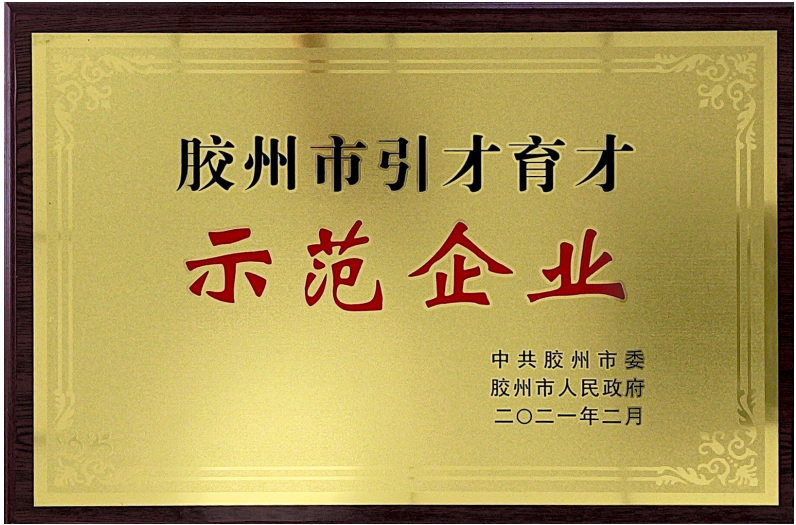 胶州市引才育才
示范企业
中共胶州市委
胶州市人民政府
二〇二一年二月